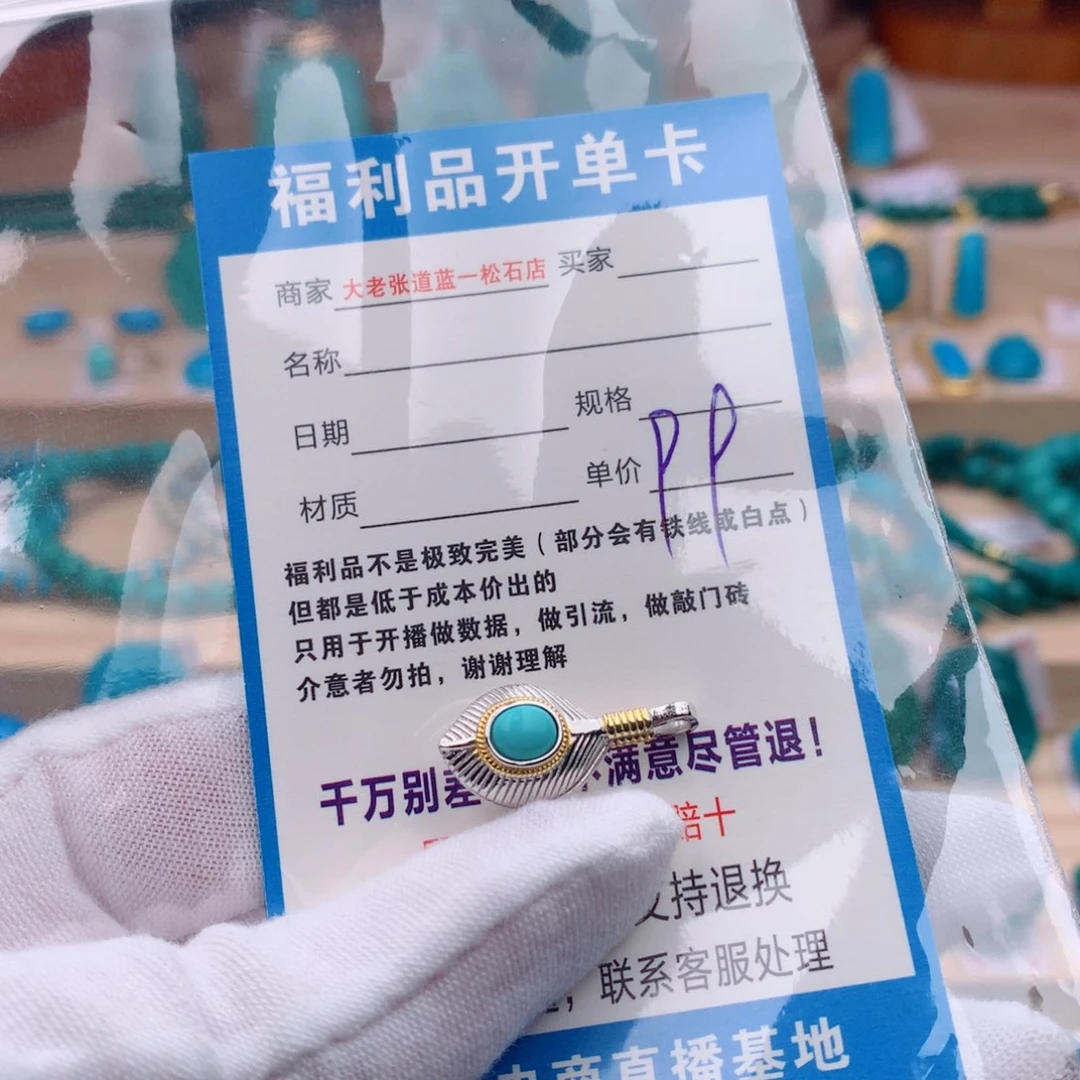 福利品开单卡
商家 大老张道蓝一松石店 买家
名称
日期 规格
材质 单价 PP
福利品不是极致完美（部分会有铁线或白点）
但都是低于成本价出的
只用于开播做数据，做引流，做敲门砖
介意者勿拍，谢谢理解
千万别差 满意尽管退！
赔十
支持退换
，联系客服处理
电商直播基地